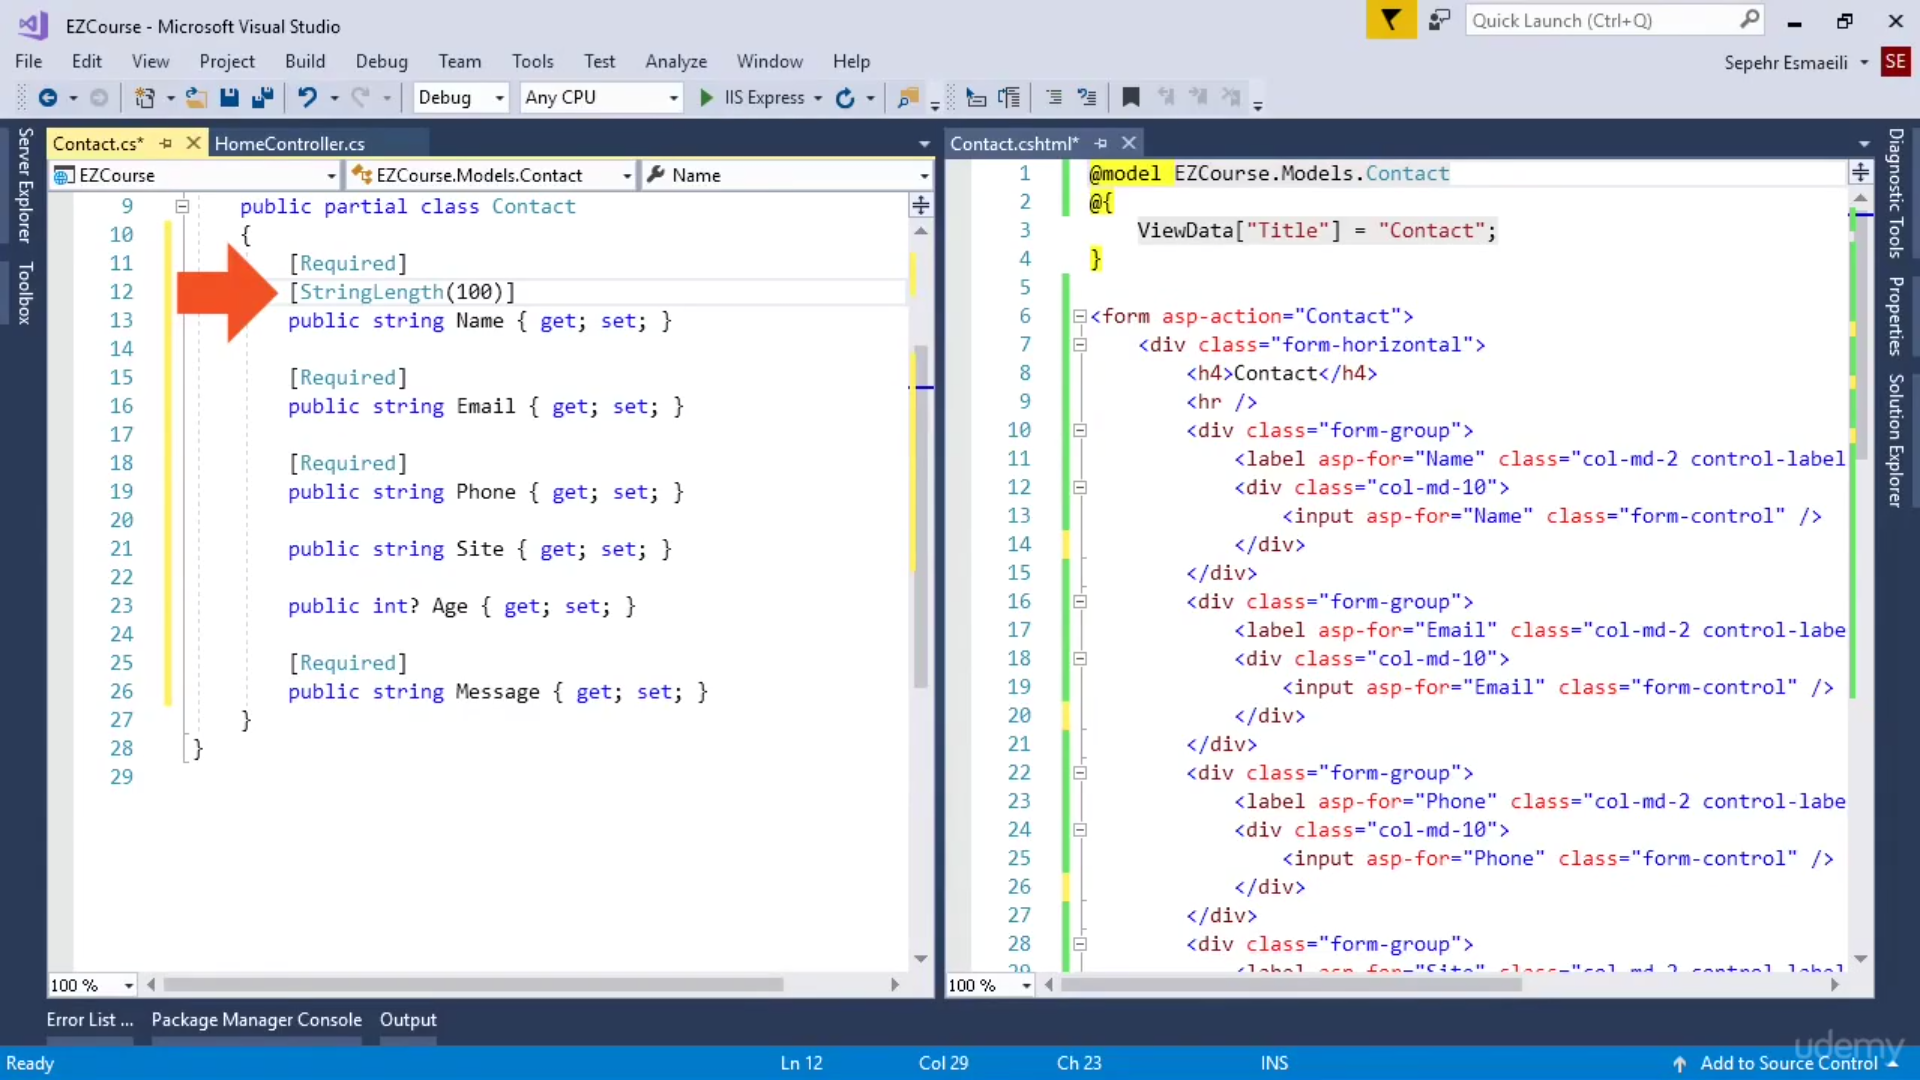 EZCourse - Microsoft Visual Studio
Quick Launch (Ctrl+Q)
File Edit View Project Build Debug Team Tools Test Analyze Window Help
Sepehr Esmaeili SE
Debug Any CPU IIS Express
Server Explorer
Toolbox
Contact.cs* HomeController.cs
EZCourse EZCourse.Models.Contact Name
9 public partial class Contact
10 {
11 [Required]
12 [StringLength(100)]
13 public string Name { get; set; }
14
15 [Required]
16 public string Email { get; set; }
17
18 [Required]
19 public string Phone { get; set; }
20
21 public string Site { get; set; }
22
23 public int? Age { get; set; }
24
25 [Required]
26 public string Message { get; set; }
27 }
28 }
29
100 %
Contact.cshtml*
1 @model EZCourse.Models.Contact
2 @{
3 ViewData["Title"] = "Contact";
4 }
5
6 <form asp-action="Contact">
7 <div class="form-horizontal">
8 <h4>Contact</h4>
9 <hr />
10 <div class="form-group">
11 <label asp-for="Name" class="col-md-2 control-label
12 <div class="col-md-10">
13 <input asp-for="Name" class="form-control" />
14 </div>
15 </div>
16 <div class="form-group">
17 <label asp-for="Email" class="col-md-2 control-labe
18 <div class="col-md-10">
19 <input asp-for="Email" class="form-control" />
20 </div>
21 </div>
22 <div class="form-group">
23 <label asp-for="Phone" class="col-md-2 control-labe
24 <div class="col-md-10">
25 <input asp-for="Phone" class="form-control" />
26 </div>
27 </div>
28 <div class="form-group">
29 <label asp-for="Site" class="col-md-2 control-label
100 %
Diagnostic Tools
Properties
Solution Explorer
Error List ... Package Manager Console Output
udemy
Ready Ln 12 Col 29 Ch 23 INS Add to Source Control